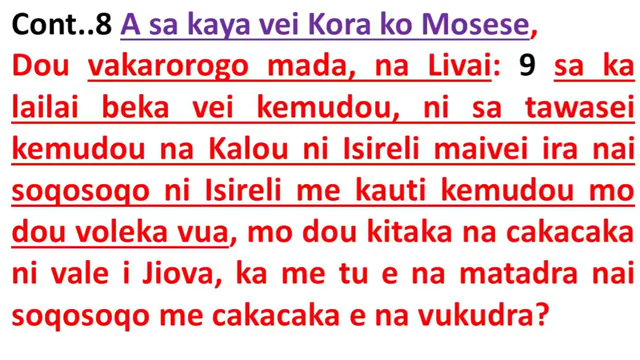 Cont..8 A sa kaya vei Kora ko Mosese,
Dou vakarorogo mada, na Livai: 9 sa ka
lailai beka vei kemudou, ni sa tawasei
kemudou na Kalou ni Isireli maivei ira nai
soqosoqo ni Isireli me kauti kemudou mo
dou voleka vua, mo dou kitaka na cakacaka
ni vale i Jiova, ka me tu e na matadra nai
soqosoqo me cakacaka e na vukudra?